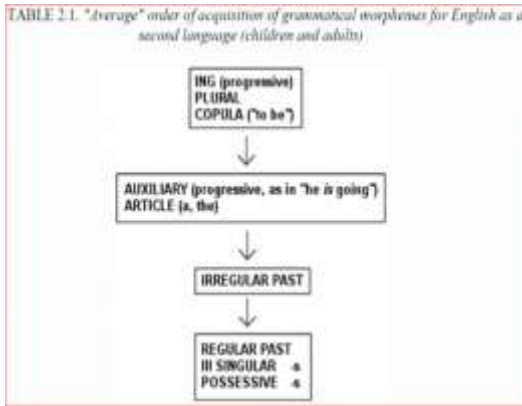 TABLE 2.1. "Average" order of acquisition of grammatical morphemes for English as a
second language (children and adults)
ING (progressive)
PLURAL
COPULA ("to be")
AUXILIARY (progressive, as in "he is going")
ARTICLE (a, the)
IRREGULAR PAST
REGULAR PAST
III SINGULAR -s
POSSESSIVE -s